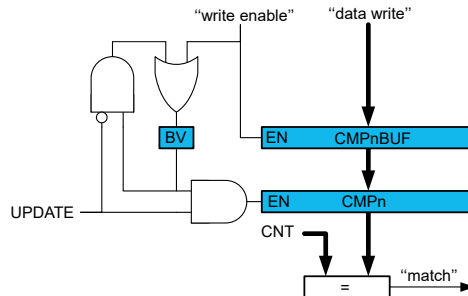 “write enable”
“data write”
BV
EN
CMPnBUF
EN
CMPn
UPDATE
CNT
=
“match”